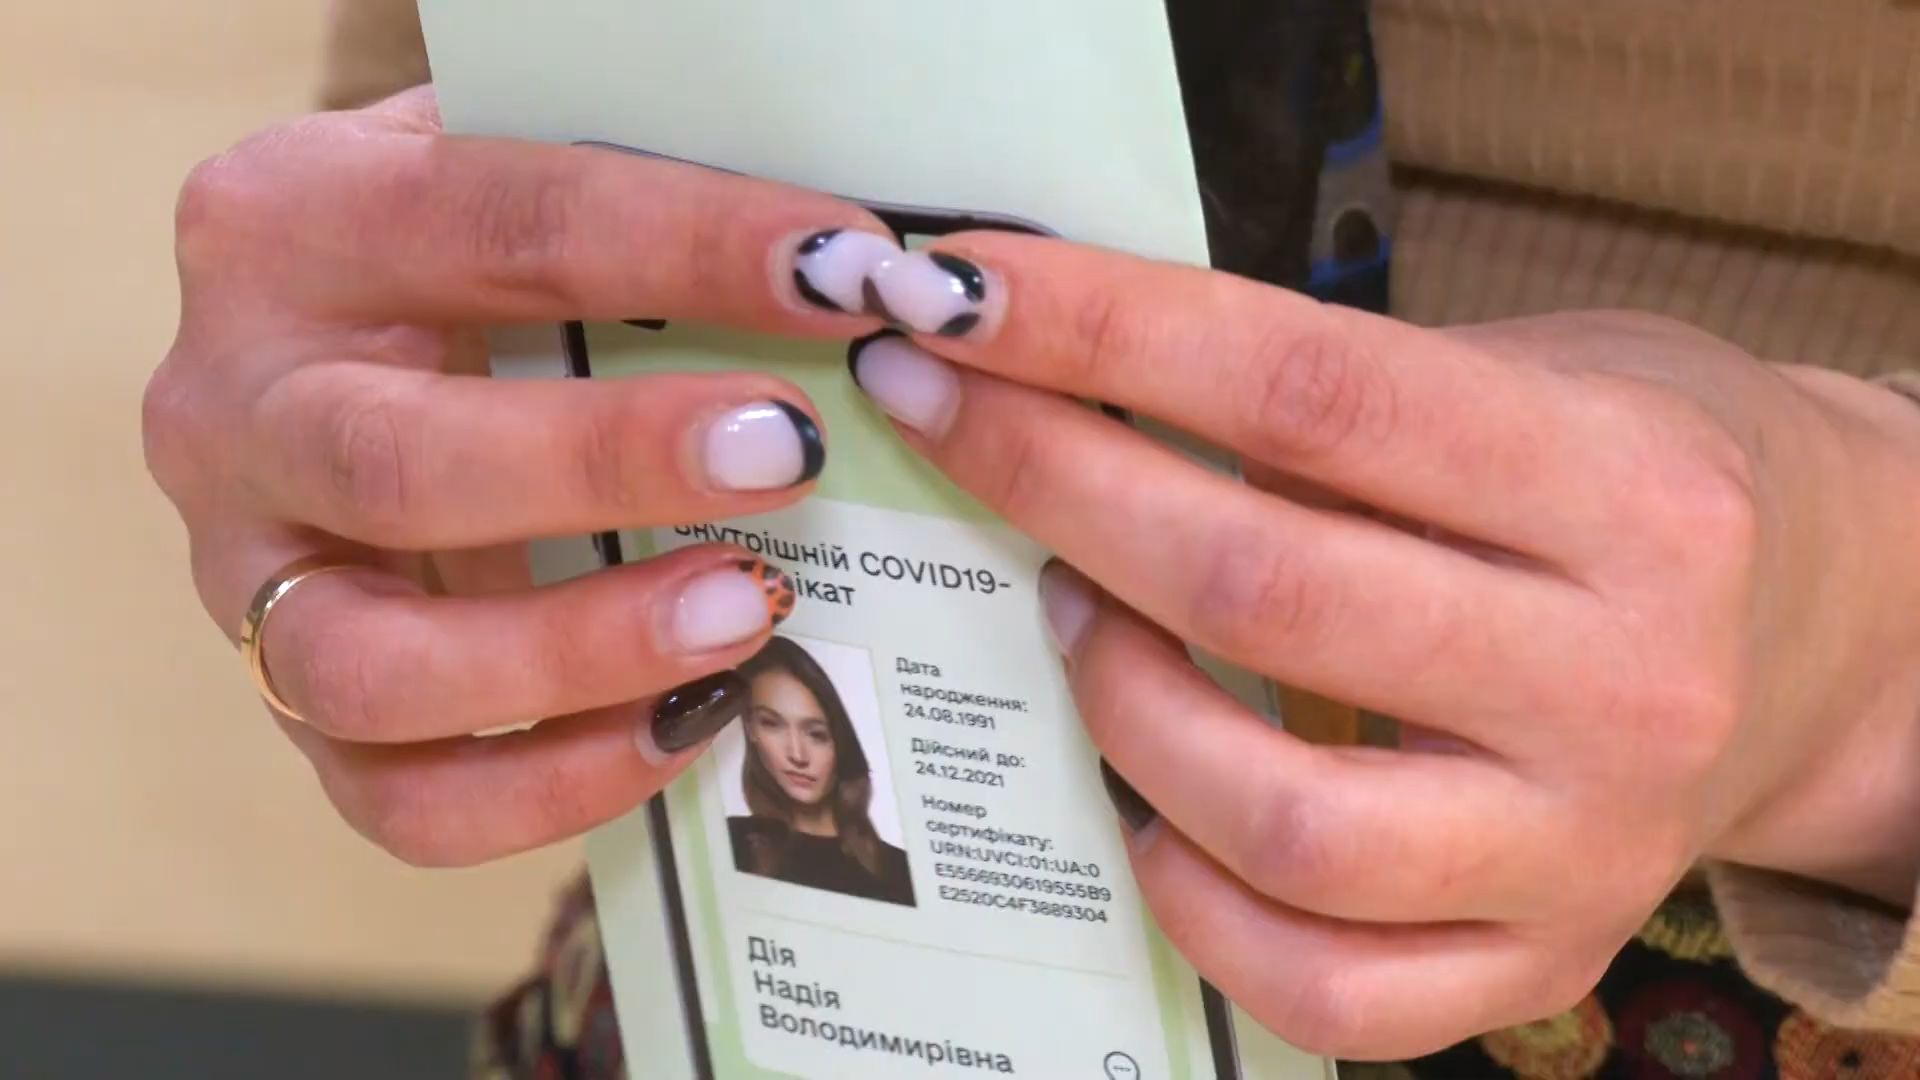 Внутрішній COVID19-
ікат
Дата
народження:
24.08.1991
Дійсний до:
24.12.2021
Номер
сертифікату:
URN:UVCI:01:UA:0
E5566930619555B9
E2520C4F3889304
Дія
Надія
Володимирівна